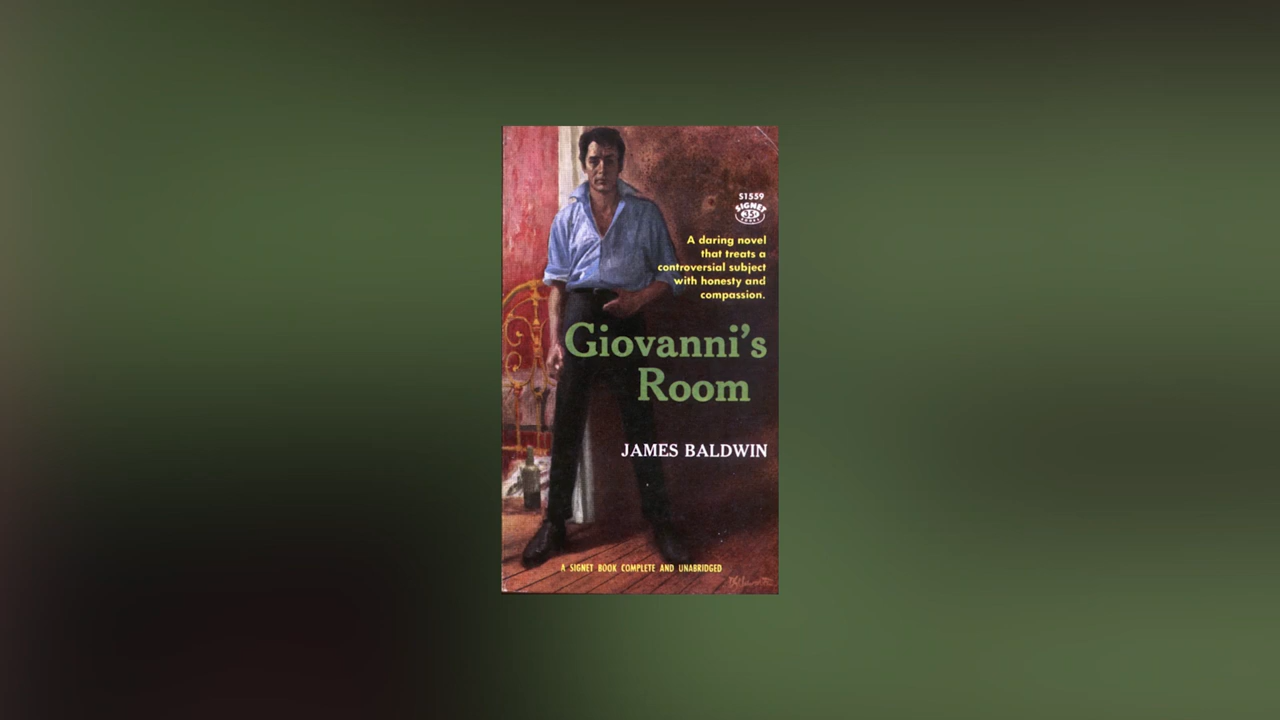 S1559
SIGNET
35¢
BOOKS
A daring novel
that treats a
controversial subject
with honesty and
compassion.
Giovanni's
Room
JAMES BALDWIN
A SIGNET BOOK COMPLETE AND UNABRIDGED